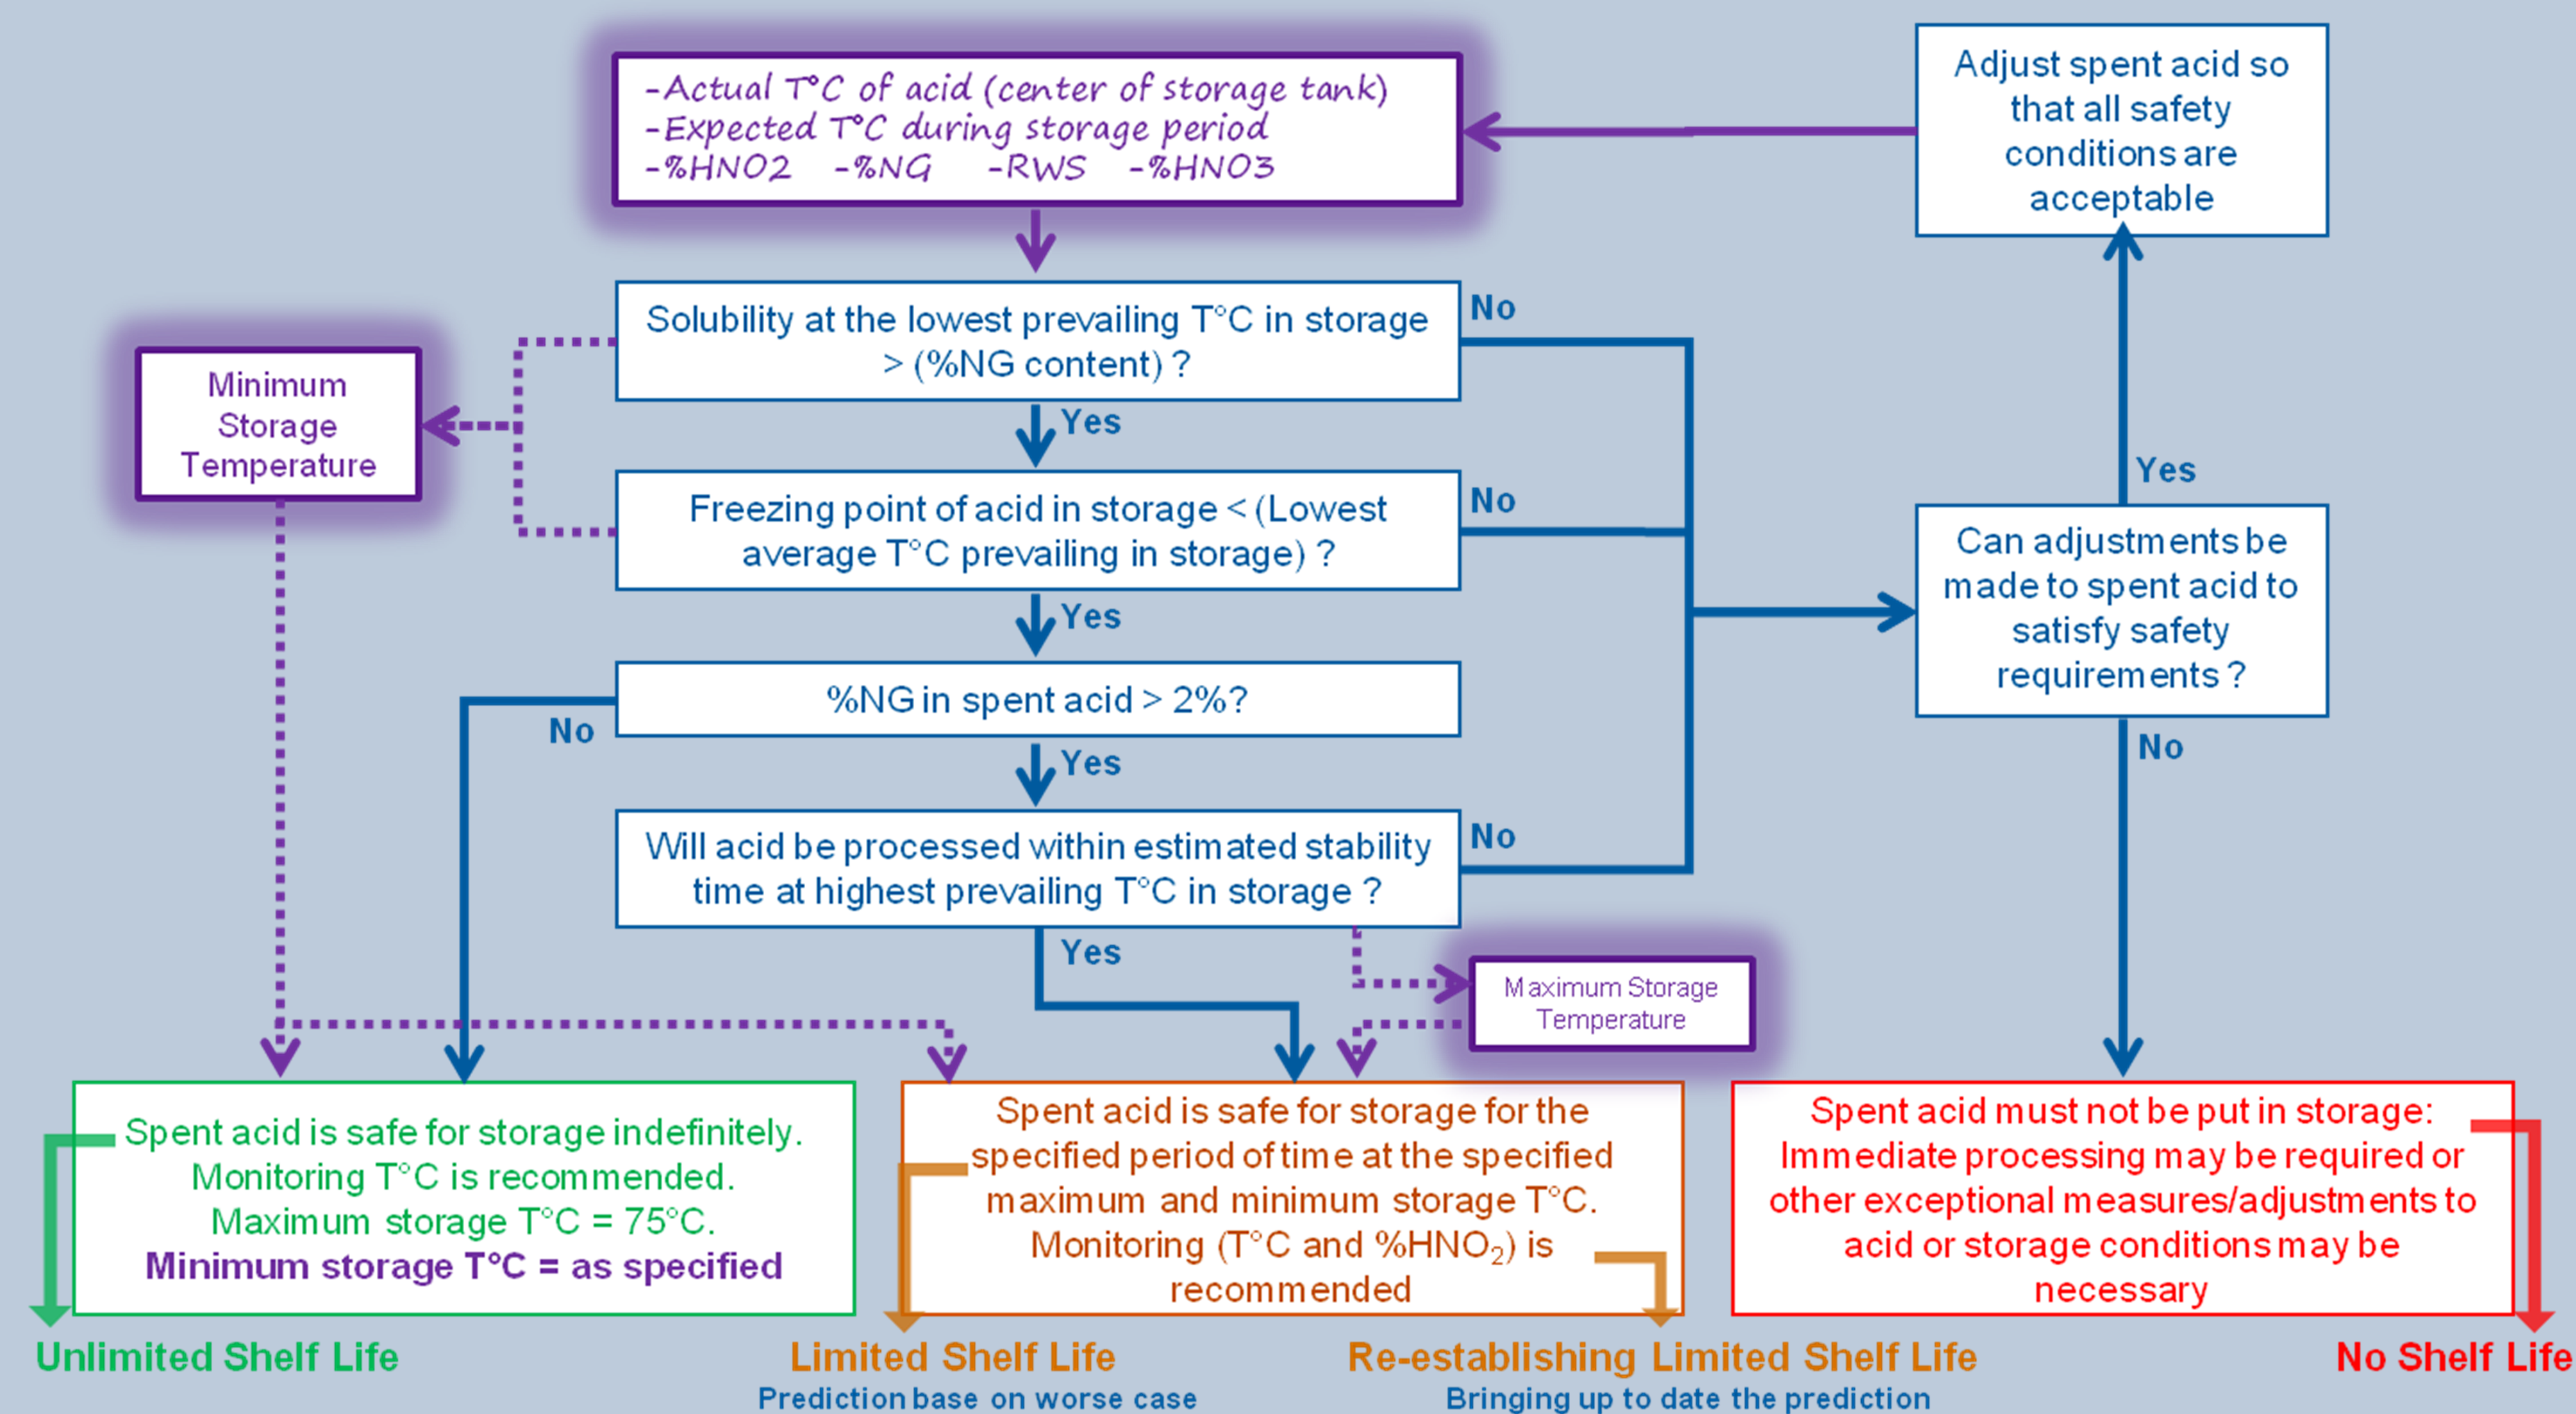 -Actual T°C of acid (center of storage tank)
-Expected T°C during storage period
-%HNO2 -%NG -RWS -%HNO3
Adjust spent acid so
that all safety
conditions are
acceptable
Solubility at the lowest prevailing T°C in storage
> (%NG content) ?
No
Yes
Minimum
Storage
Temperature
Freezing point of acid in storage < (Lowest
average T°C prevailing in storage) ?
No
Yes
Can adjustments be
made to spent acid to
satisfy safety
requirements ?
Yes
No
%NG in spent acid > 2%?
No
Yes
Will acid be processed within estimated stability
time at highest prevailing T°C in storage ?
No
Yes
Maximum Storage
Temperature
Spent acid is safe for storage indefinitely.
Monitoring T°C is recommended.
Maximum storage T°C = 75°C.
Minimum storage T°C = as specified
Spent acid is safe for storage for the
specified period of time at the specified
maximum and minimum storage T°C.
Monitoring (T°C and %HNO₂) is
recommended
Spent acid must not be put in storage:
Immediate processing may be required or
other exceptional measures/adjustments to
acid or storage conditions may be
necessary
Unlimited Shelf Life
Limited Shelf Life
Prediction base on worse case
Re-establishing Limited Shelf Life
Bringing up to date the prediction
No Shelf Life